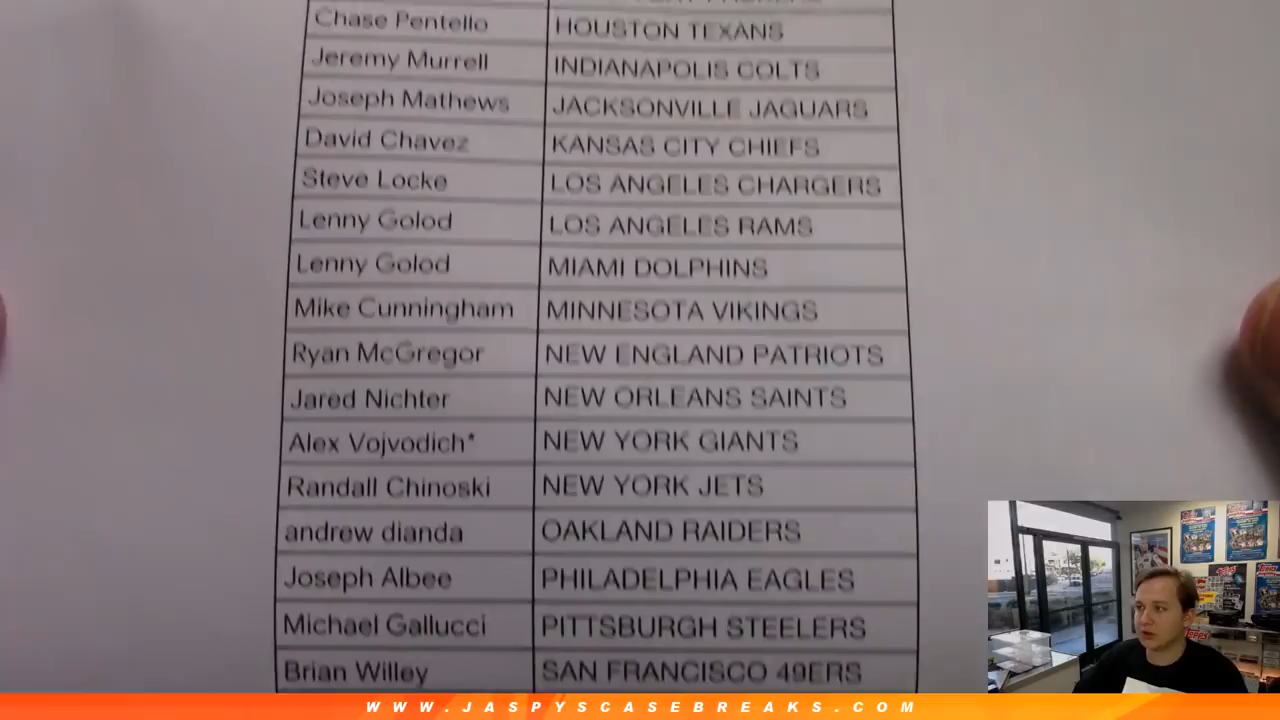 Chase Pentello HOUSTON TEXANS
Jeremy Murrell INDIANAPOLIS COLTS
Joseph Mathews JACKSONVILLE JAGUARS
David Chavez KANSAS CITY CHIEFS
Steve Locke LOS ANGELES CHARGERS
Lenny Golod LOS ANGELES RAMS
Lenny Golod MIAMI DOLPHINS
Mike Cunningham MINNESOTA VIKINGS
Ryan McGregor NEW ENGLAND PATRIOTS
Jared Nichter NEW ORLEANS SAINTS
Alex Vojvodich* NEW YORK GIANTS
Randall Chinoski NEW YORK JETS
andrew dianda OAKLAND RAIDERS
Joseph Albee PHILADELPHIA EAGLES
Michael Gallucci PITTSBURGH STEELERS
Brian Willey SAN FRANCISCO 49ERS
WWW.JASPYSCASEBREAKS.COM